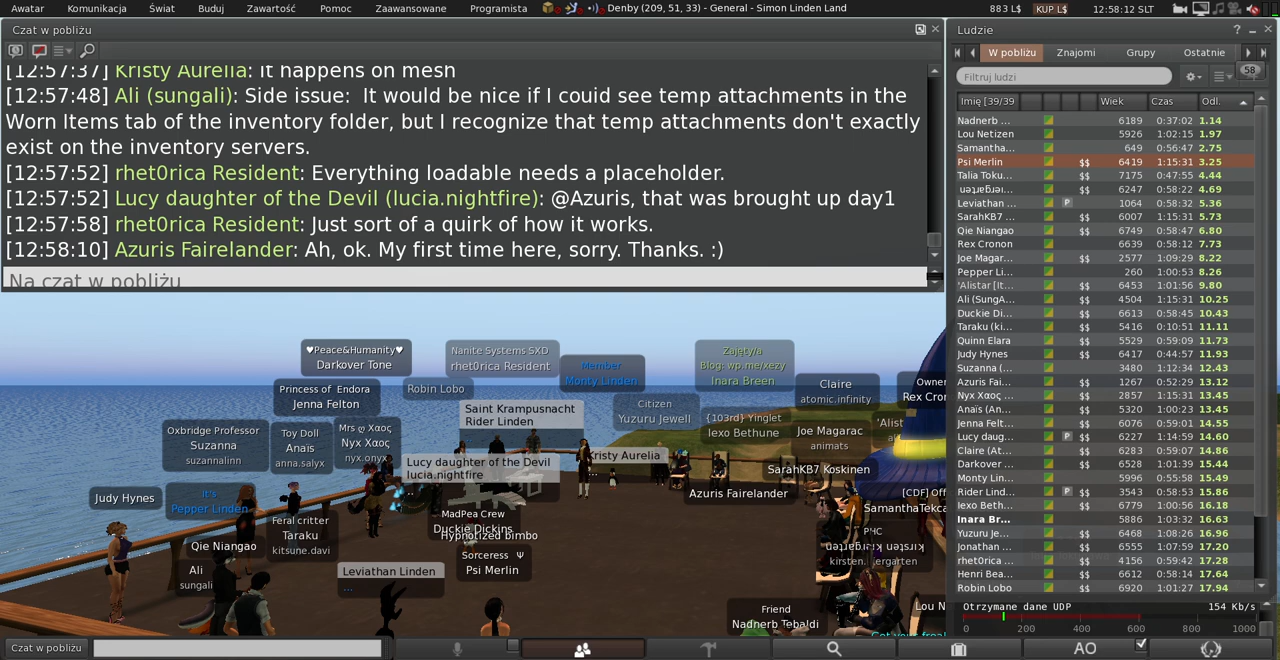 Awatar Komunikacja Świat Buduj Zawartość Pomoc Zaawansowane Programista Denby (209, 51, 33) - General - Simon Linden Land 883 L$ KUP L$ 12:58:12 SLT
Czat w pobliżu
[12:57:37] Kristy Aurelia: it happens on mesh
[12:57:48] Ali (sungali): Side issue: It would be nice if I couid see temp attachments in the
Worn Items tab of the inventory folder, but I recognize that temp attachments don't exactly
exist on the inventory servers.
[12:57:52] rhet0rica Resident: Everything loadable needs a placeholder.
[12:57:52] Lucy daughter of the Devil (lucia.nightfire): @Azuris, that was brought up day1
[12:57:58] rhet0rica Resident: Just sort of a quirk of how it works.
[12:58:10] Azuris Fairelander: Ah, ok. My first time here, sorry. Thanks. :)
Na czat w pobliżu
♥Peace&Humanity♥
Darkover Tone
Nanite Systems SXD
rhet0rica Resident
Member
Monty Linden
Zajęty/a
Blog: wp.me/xezy
Inara Breen
Princess of Endora
Jenna Felton
Robin Lobo
Claire
atomic.infinity
Owner
Rex Cron
Saint Krampusnacht
Rider Linden
Citizen
Yuzuru Jewell
{103rd} Yinglet
Iexo Bethune
Joe Magarac
animats
'Alist
Oxbridge Professor
Suzanna
suzannalinn
Toy Doll
Anais
anna.salyx
Mrs ღ Χαος
Nyx Χαος
nyx.onyx
Kristy Aurelia
Lucy daughter of the Devil
lucia.nightfire
..
SarahKB7 Koskinen
Azuris Fairelander
[CDF] Off
SamanthaTekca
Judy Hynes
It's
Pepper Linden
MadPea Crew
Duckie Dickins
Hypnotized bimbo
Feral critter
Taraku
kitsune.davi
Qie Niangao
Sorceress Ψ
Psi Merlin
Ali
sungali
Leviathan Linden
...
Friend
Nadnerb Tebaldi
Lou N
Czat w pobliżu
AO
Ludzie
W pobliżu Znajomi Grupy Ostatnie
58
Filtruj ludzi
Imię [39/39 Wiek Czas Odl.
Nadnerb ... 6189 0:37:02 1.14
Lou Netizen 5926 1:02:15 1.97
Samantha... 649 0:56:47 2.75
Psi Merlin $$ 6419 1:15:31 3.25
Talia Toku... $$ 7175 0:47:55 4.44
$$ 6247 0:58:22 4.69
Leviathan ... P 1064 0:58:32 5.36
SarahKB7 ... $$ 6007 1:15:31 5.73
Qie Niangao $$ 6749 0:58:47 6.80
Rex Cronon 6639 0:58:12 7.73
Joe Magar... $$ 2577 1:09:29 8.22
Pepper Li... 260 1:00:53 8.26
'Alistar [It... $$ 6453 1:01:56 9.80
Ali (SungA... $$ 4504 1:15:31 10.25
Duckie Di... $$ 6613 0:58:45 10.43
Taraku (ki... $$ 5416 0:10:51 11.11
Quinn Elara $$ 5529 0:59:09 11.73
Judy Hynes $$ 6417 0:44:57 11.93
Suzanna (... $$ 3480 1:12:34 12.43
Azuris Fai... $$ 1267 0:52:29 13.12
Nyx Χαος ... $$ 2857 1:15:31 13.45
Anaïs (An... $$ 5320 1:00:23 13.45
Jenna Felt... $$ 6076 0:59:01 14.55
Lucy daug... P $$ 6227 1:14:59 14.60
Claire (At... $$ 6283 0:59:07 14.86
Darkover ... $$ 6528 1:01:39 15.44
Monty Lin... 5996 0:55:58 15.49
Rider Lind... P $$ 3543 0:58:53 15.86
Iexo Beth... $$ 6779 1:00:56 16.18
Inara Br... 5886 1:03:32 16.63
Yuzuru Je... $$ 6468 1:08:26 16.96
Jonathan ... $$ 6555 1:07:59 17.20
rhet0rica ... $$ 4156 0:59:42 17.28
Henri Bea... $$ 6612 0:58:14 17.64
Robin Lobo $$ 6920 1:01:27 17.94
Otrzymane dane UDP 154 Kb/s
0 200 400 600 800 1000